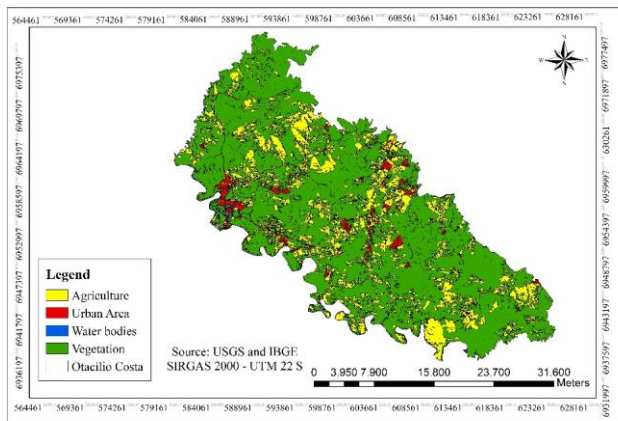 564461 569361 574261 579161 584061 588961 593861 598761 603661 608561 613461 618361 623261 628161
6975397 6969797 6964197 6958597 6952997 6947397 6941797 6936197
N
W E
S
6977497 6971897 630261 6959997 6954397 6948797 6943197 6937597 6931997
Legend
Agriculture
Urban Area
Water bodies
Vegetation
Otacilio Costa
Source: USGS and IBGE
SIRGAS 2000 - UTM 22 S
0 3.950 7.900 15.800 23.700 31.600
Meters
564461 569361 574261 579161 584061 588961 593861 598761 603661 608561 613461 618361 623261 628161